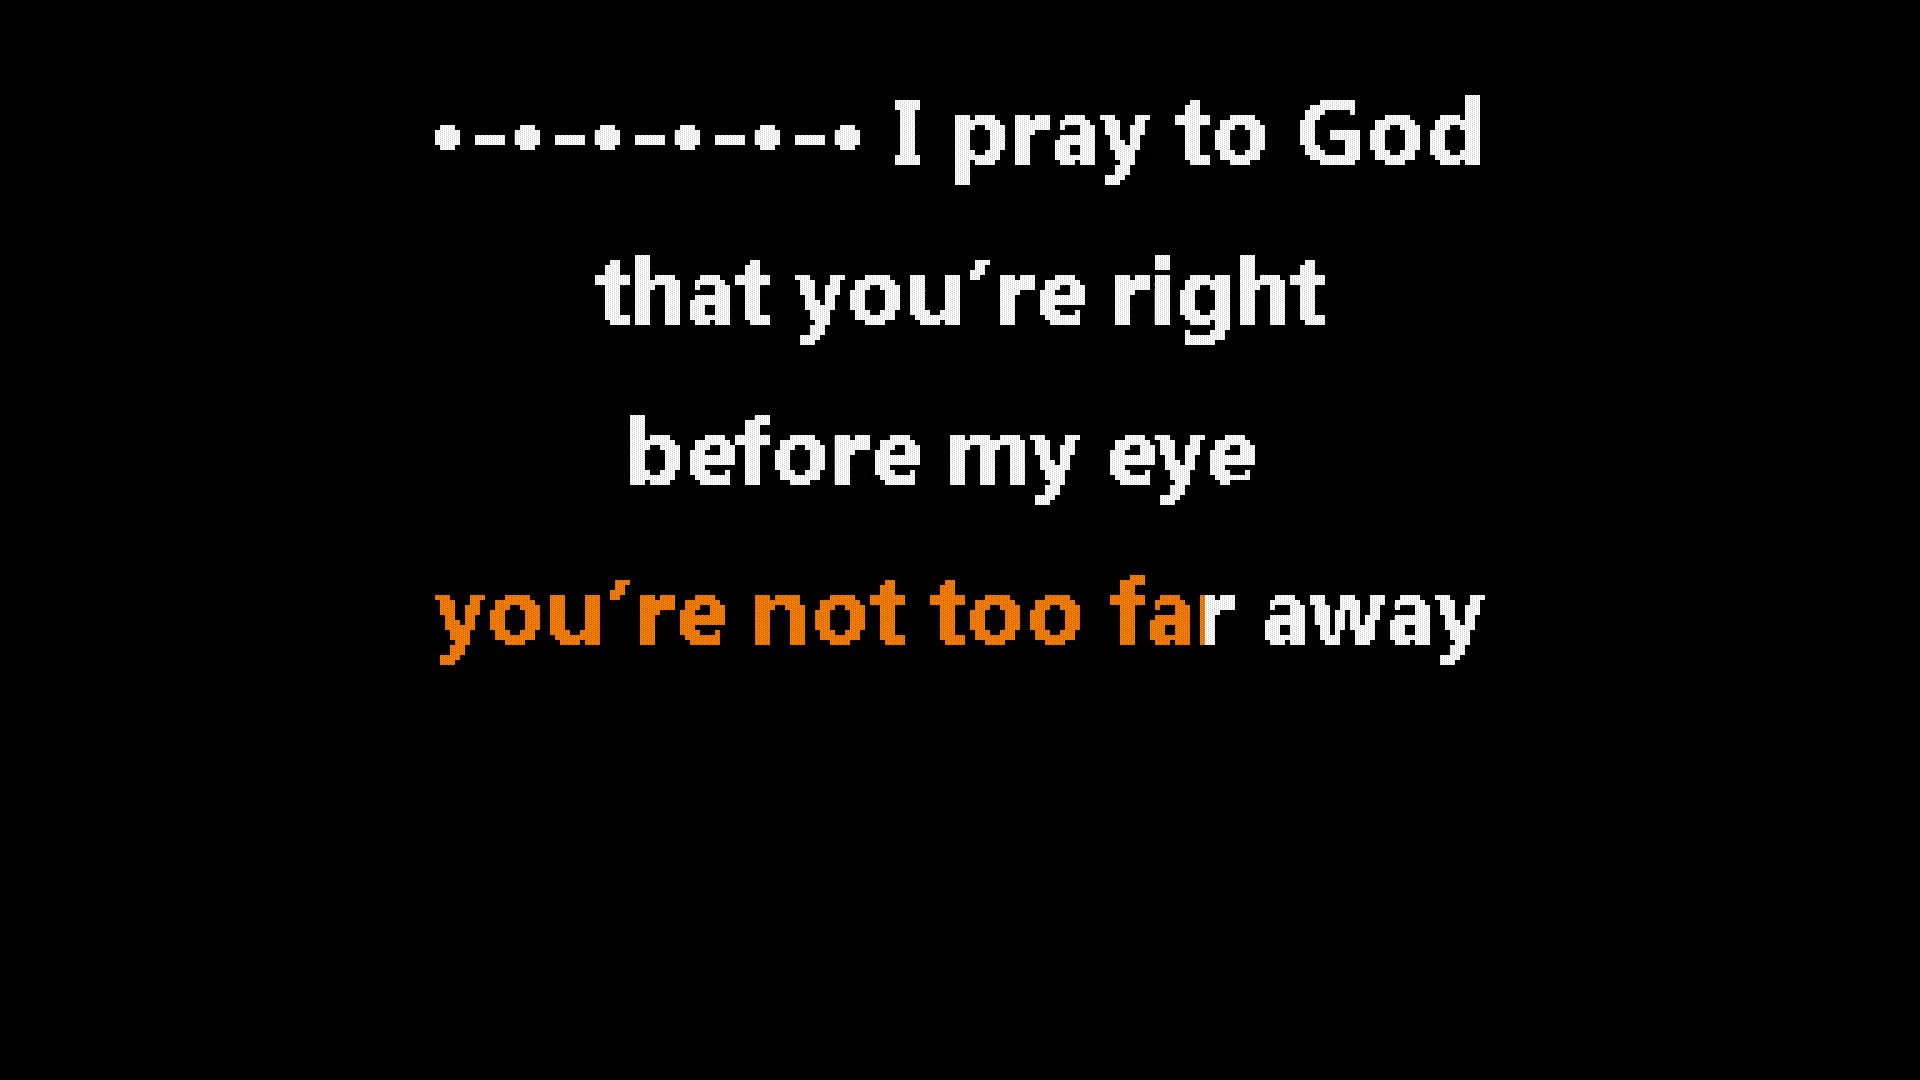 •–•–•–•–•–• I pray to God
that you’re right
before my eye
you’re not too far away